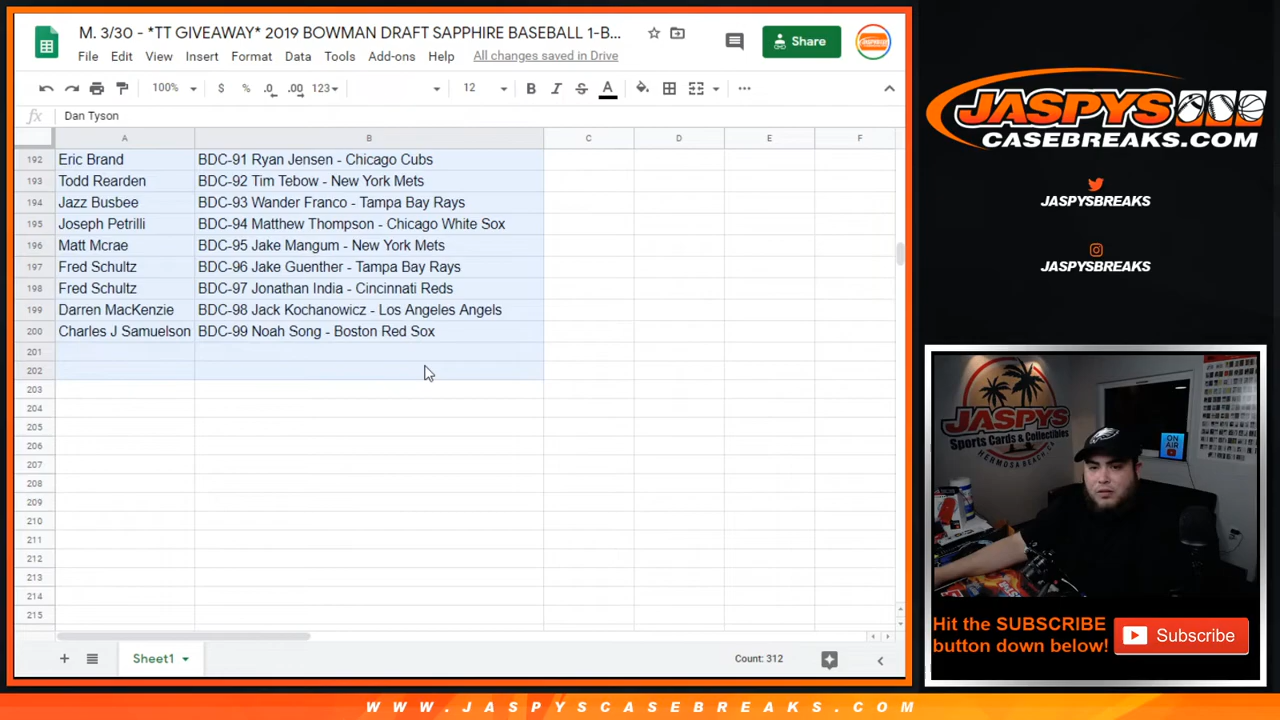 M. 3/30 - *TT GIVEAWAY* 2019 BOWMAN DRAFT SAPPHIRE BASEBALL 1-B...
File Edit View Insert Format Data Tools Add-ons Help All changes saved in Drive
Share
100% $ % .0 .00 123 12 B I S A
fx Dan Tyson
A B C D E F
192 Eric Brand BDC-91 Ryan Jensen - Chicago Cubs
193 Todd Rearden BDC-92 Tim Tebow - New York Mets
194 Jazz Busbee BDC-93 Wander Franco - Tampa Bay Rays
195 Joseph Petrilli BDC-94 Matthew Thompson - Chicago White Sox
196 Matt Mcrae BDC-95 Jake Mangum - New York Mets
197 Fred Schultz BDC-96 Jake Guenther - Tampa Bay Rays
198 Fred Schultz BDC-97 Jonathan India - Cincinnati Reds
199 Darren MacKenzie BDC-98 Jack Kochanowicz - Los Angeles Angels
200 Charles J Samuelson BDC-99 Noah Song - Boston Red Sox
201
202
203
204
205
206
207
208
209
210
211
212
213
214
215
Sheet1
Count: 312
JASPYS
CASEBREAKS.COM
JASPYSBREAKS
JASPYSBREAKS
JASPYS
Sports Cards & Collectibles
HERMOSA BEACH, CA
ON
AIR
Hit the SUBSCRIBE
button down below!
Subscribe
WWW.JASPYSCASEBREAKS.COM